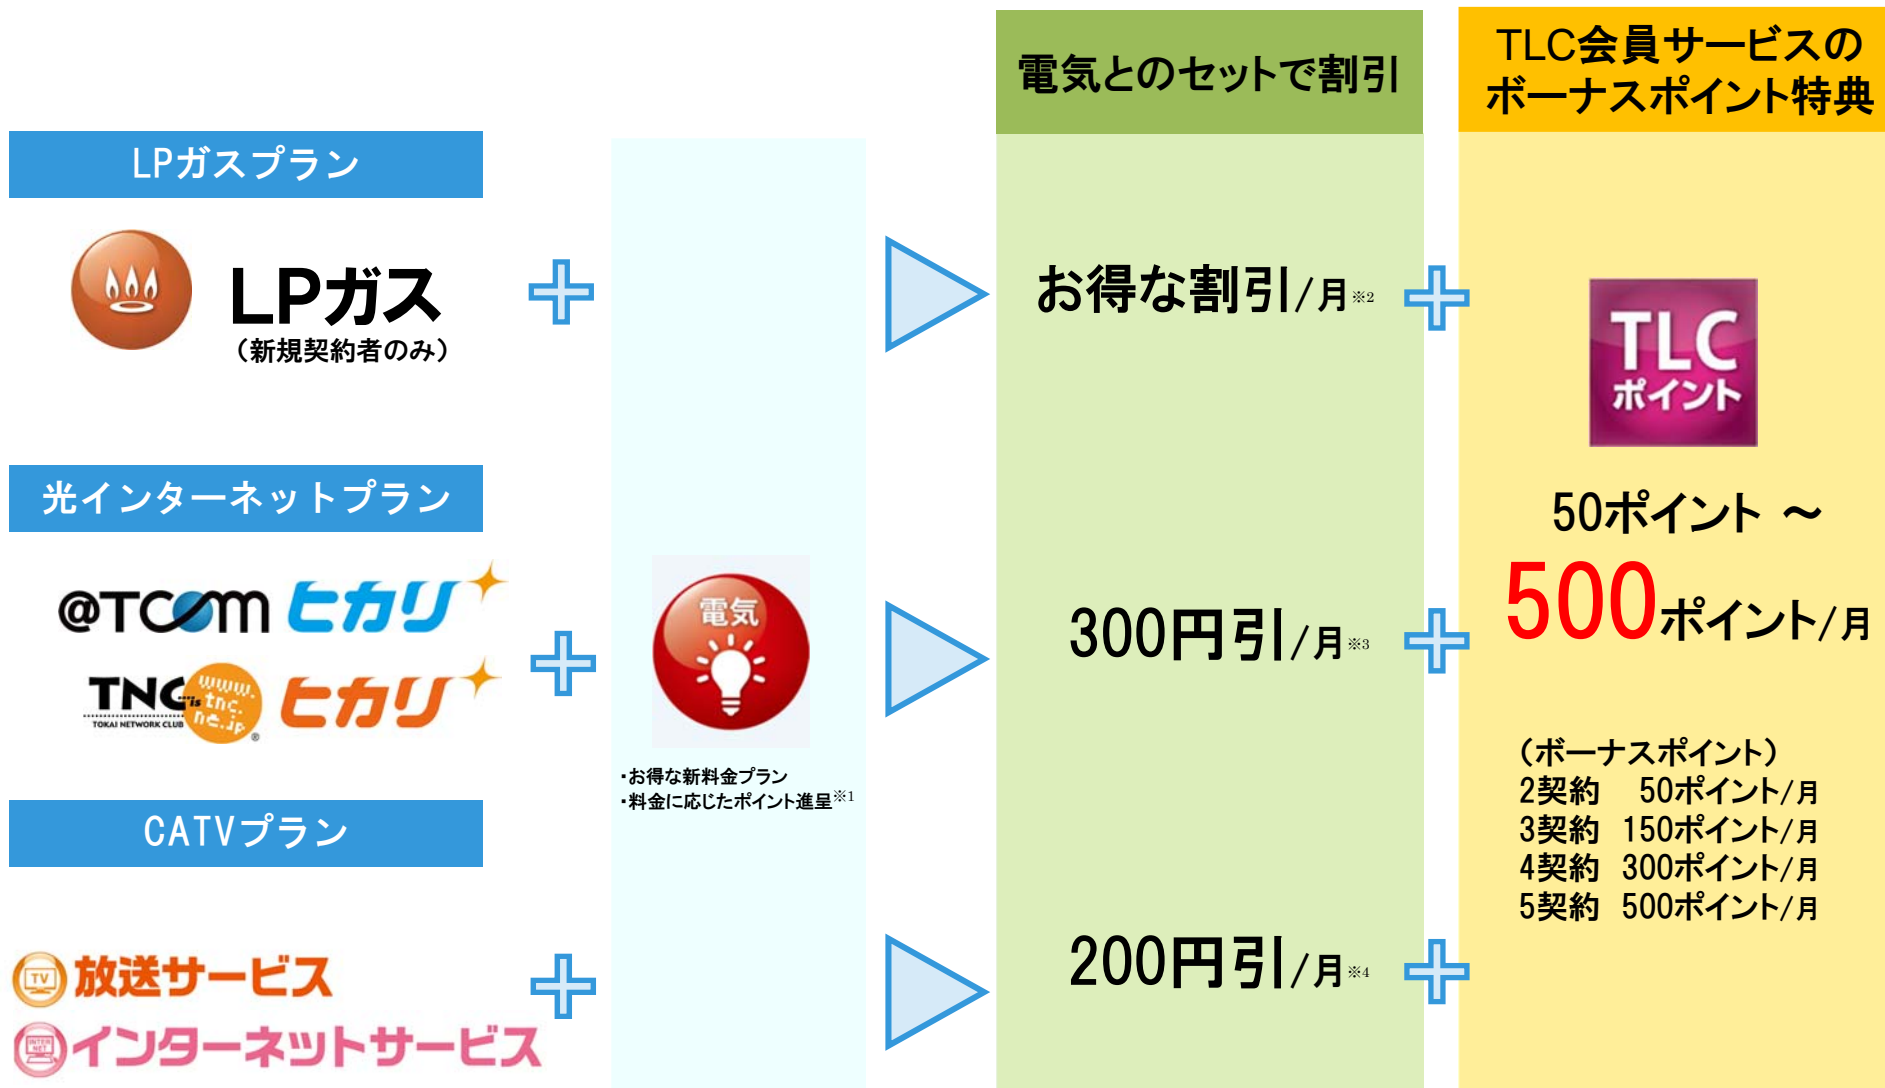 電気とのセットで割引
TLC会員サービスの
ボーナスポイント特典
LPガスプラン
LPガス
（新規契約者のみ）
お得な割引/月※2
TLC
ポイント
光インターネットプラン
@TCOM ヒカリ
TNC is www.tnc.ne.jp ヒカリ
TOKAI NETWORK CLUB ®
電気
・お得な新料金プラン
・料金に応じたポイント進呈※1
300円引/月※3
50ポイント ～
500ポイント/月
（ボーナスポイント）
2契約 50ポイント/月
3契約 150ポイント/月
4契約 300ポイント/月
5契約 500ポイント/月
CATVプラン
TV 放送サービス
INTERNET インターネットサービス
200円引/月※4